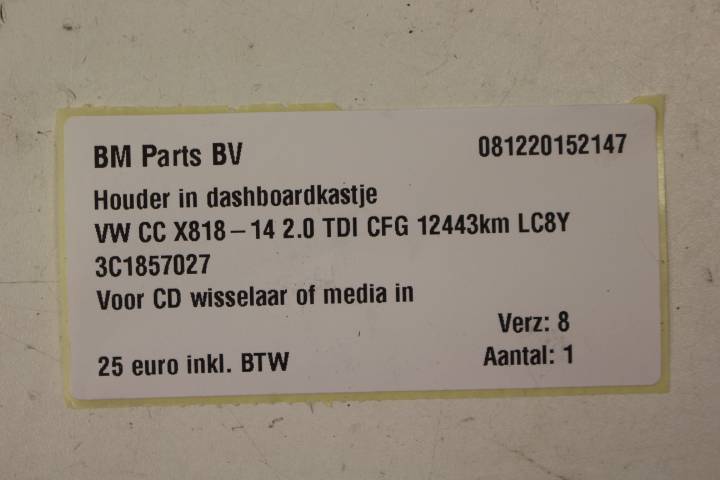 BM Parts BV 081220152147
Houder in dashboardkastje
VW CC X818 – 14 2.0 TDI CFG 12443km LC8Y
3C1857027
Voor CD wisselaar of media in
Verz: 8
25 euro inkl. BTW Aantal: 1